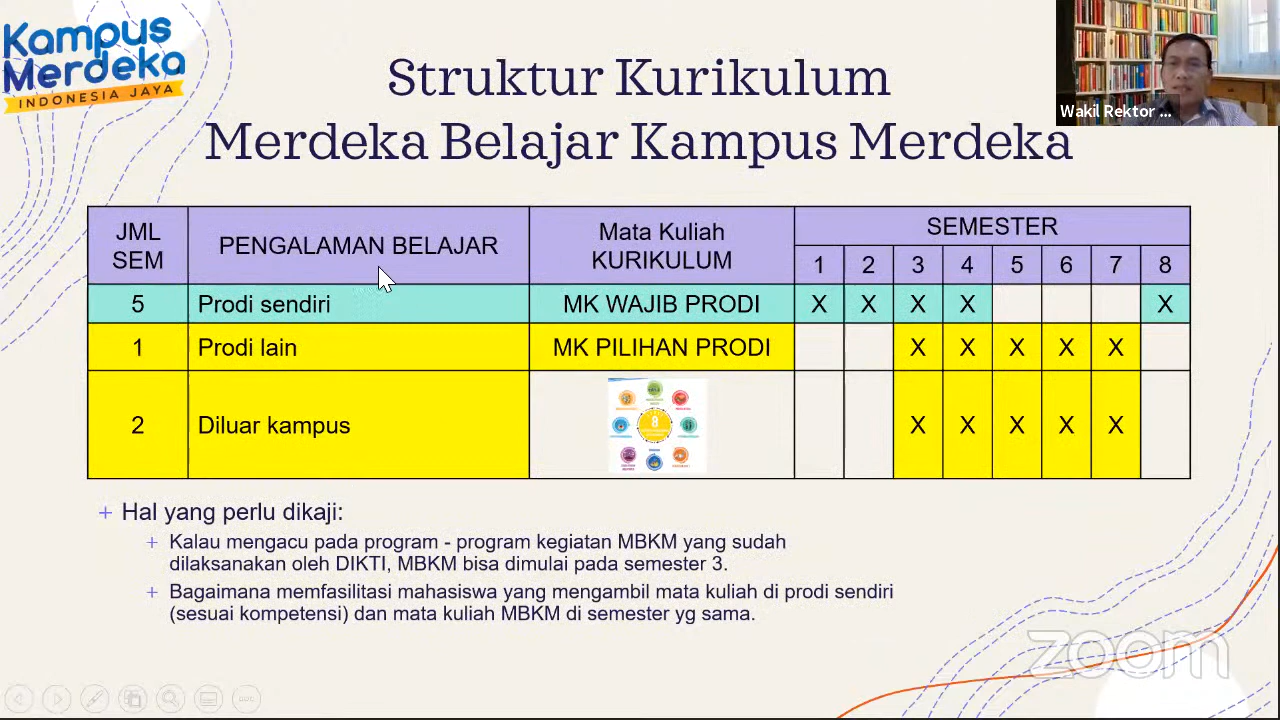 Kampus
Merdeka
INDONESIA JAYA
Struktur Kurikulum
Merdeka Belajar Kampus Merdeka
Wakil Rektor ...
JML SEM PENGALAMAN BELAJAR Mata Kuliah KURIKULUM SEMESTER
1 2 3 4 5 6 7 8
5 Prodi sendiri MK WAJIB PRODI X X X X X
1 Prodi lain MK PILIHAN PRODI X X X X X
2 Diluar kampus 8 X X X X X
+ Hal yang perlu dikaji:
+ Kalau mengacu pada program - program kegiatan MBKM yang sudah
dilaksanakan oleh DIKTI, MBKM bisa dimulai pada semester 3.
+ Bagaimana memfasilitasi mahasiswa yang mengambil mata kuliah di prodi sendiri
(sesuai kompetensi) dan mata kuliah MBKM di semester yg sama.
zoom